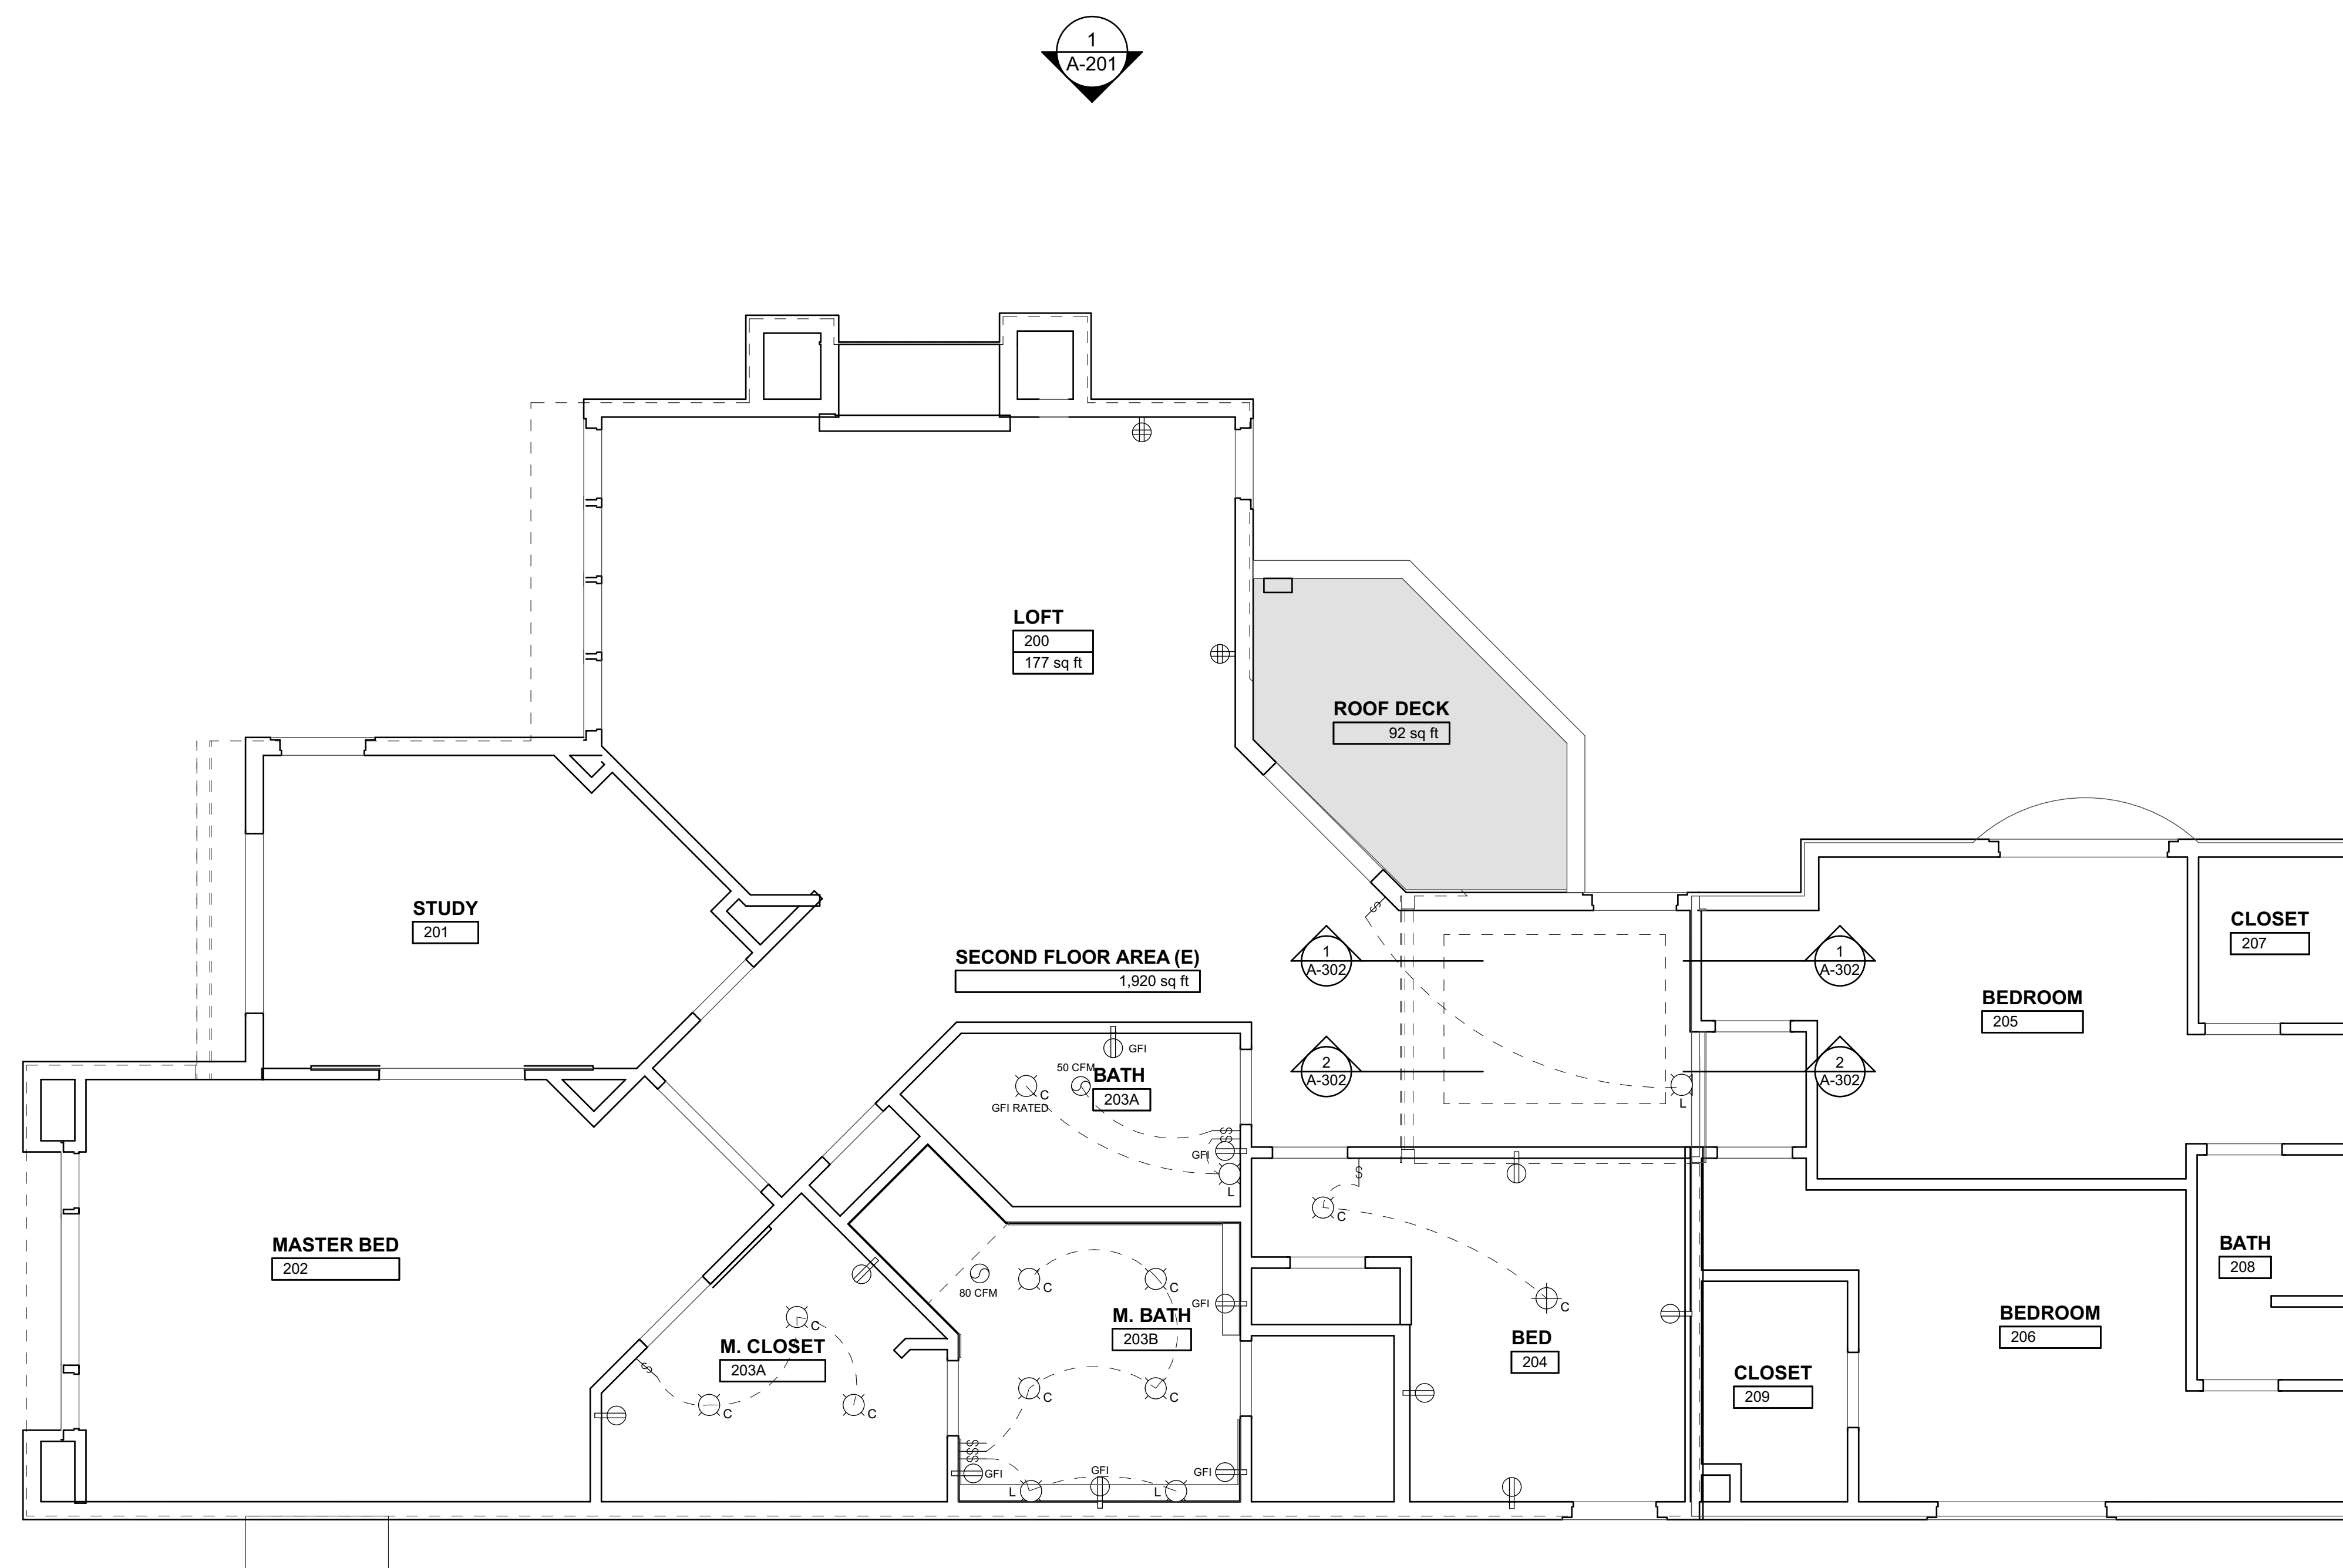 1
A-201
LOFT
200
177 sq ft
ROOF DECK
92 sq ft
STUDY
201
CLOSET
207
SECOND FLOOR AREA (E)
1,920 sq ft
1
A-302
1
A-302
BEDROOM
205
GFI
50 CFM
BATH
203A
C
GFI RATED
2
A-302
2
A-302
L
S
S
S
GFI
L
S
C
MASTER BED
202
BATH
208
80 CFM
C
C
GFI
C
M. BATH
203B
C
M. CLOSET
203A
S
BED
204
BEDROOM
206
CLOSET
209
C
C
C
C
S
S
S
GFI
GFI
GFI
L
L